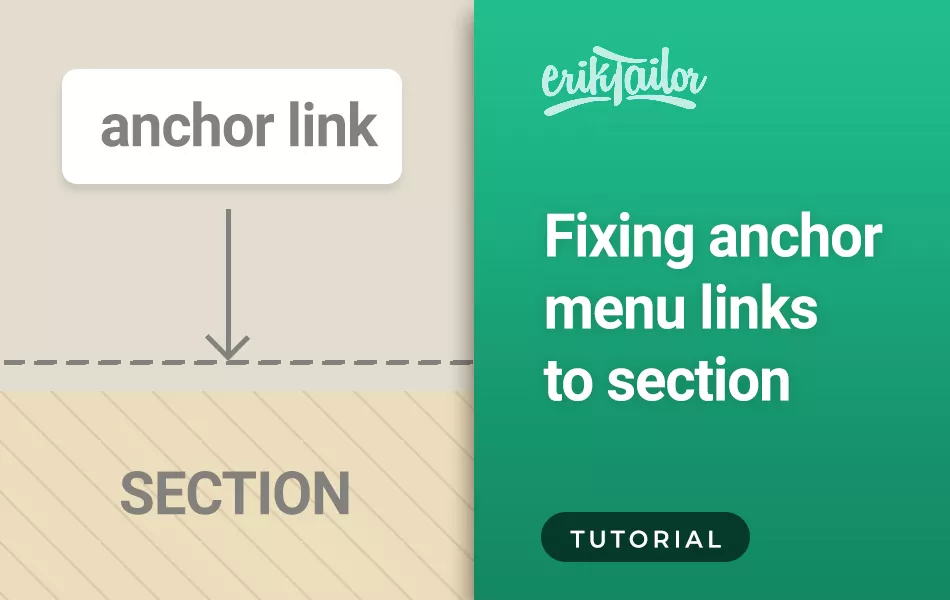 anchor link
SECTION
erikTailor
Fixing anchor
menu links
to section
TUTORIAL